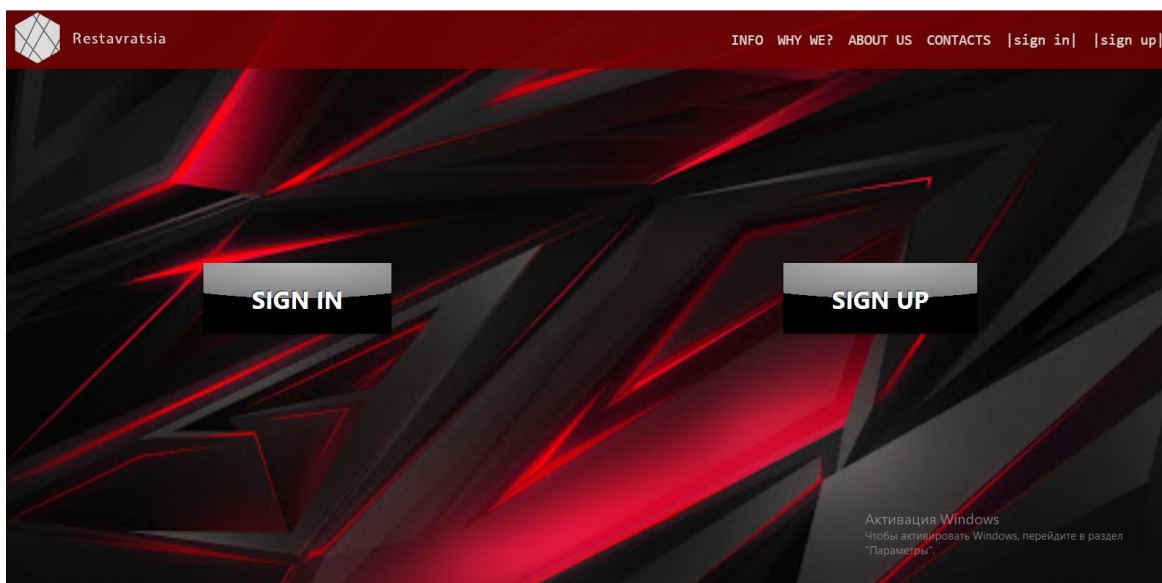 Restavratsia
INFO WHY WE? ABOUT US CONTACTS |sign in| |sign up|
SIGN IN
SIGN UP
Активация Windows
Чтобы активировать Windows, перейдите в раздел
"Параметры".